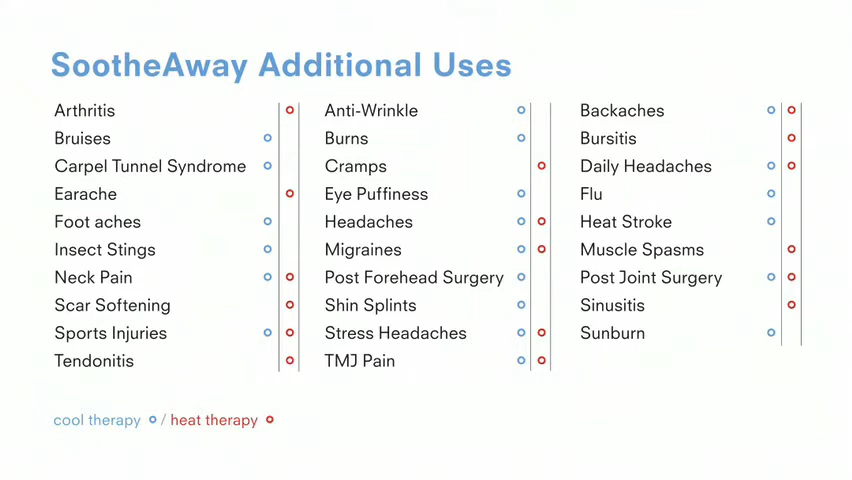 SootheAway Additional Uses
Arthritis
Bruises
Carpel Tunnel Syndrome
Earache
Foot aches
Insect Stings
Neck Pain
Scar Softening
Sports Injuries
Tendonitis
Anti-Wrinkle
Burns
Cramps
Eye Puffiness
Headaches
Migraines
Post Forehead Surgery
Shin Splints
Stress Headaches
TMJ Pain
Backaches
Bursitis
Daily Headaches
Flu
Heat Stroke
Muscle Spasms
Post Joint Surgery
Sinusitis
Sunburn
cool therapy / heat therapy